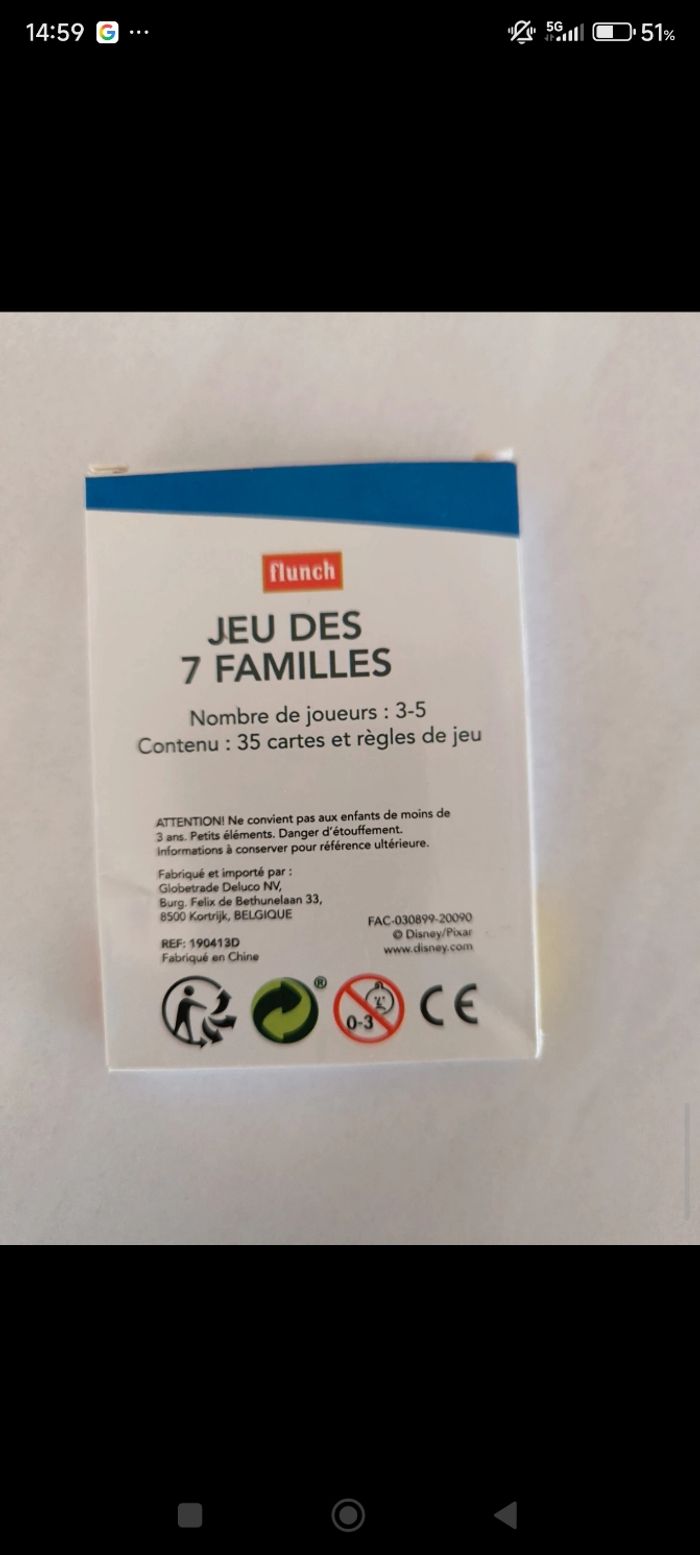 14:59
5G
51%
flunch
JEU DES
7 FAMILLES
Nombre de joueurs : 3-5
Contenu : 35 cartes et règles de jeu
ATTENTION! Ne convient pas aux enfants de moins de
3 ans. Petits éléments. Danger d'étouffement.
Informations à conserver pour référence ultérieure.
Fabriqué et importé par :
Globetrade Deluco NV,
Burg. Felix de Bethunelaan 33,
8500 Kortrijk, BELGIQUE
REF: 190413D
Fabriqué en Chine
FAC-030899-20090
© Disney/Pixar
www.disney.com
®
0-3
CE